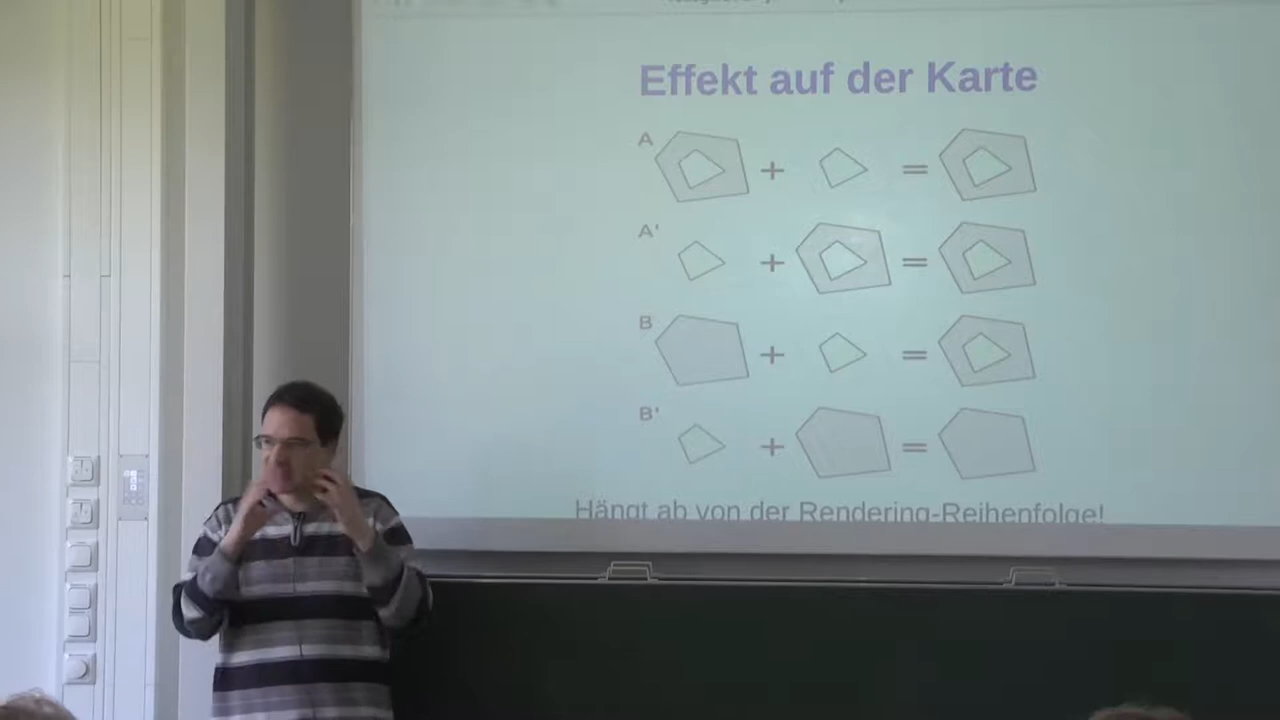 Effekt auf der Karte
A + =
A' + =
B + =
B' + =
Hängt ab von der Rendering-Reihenfolge!